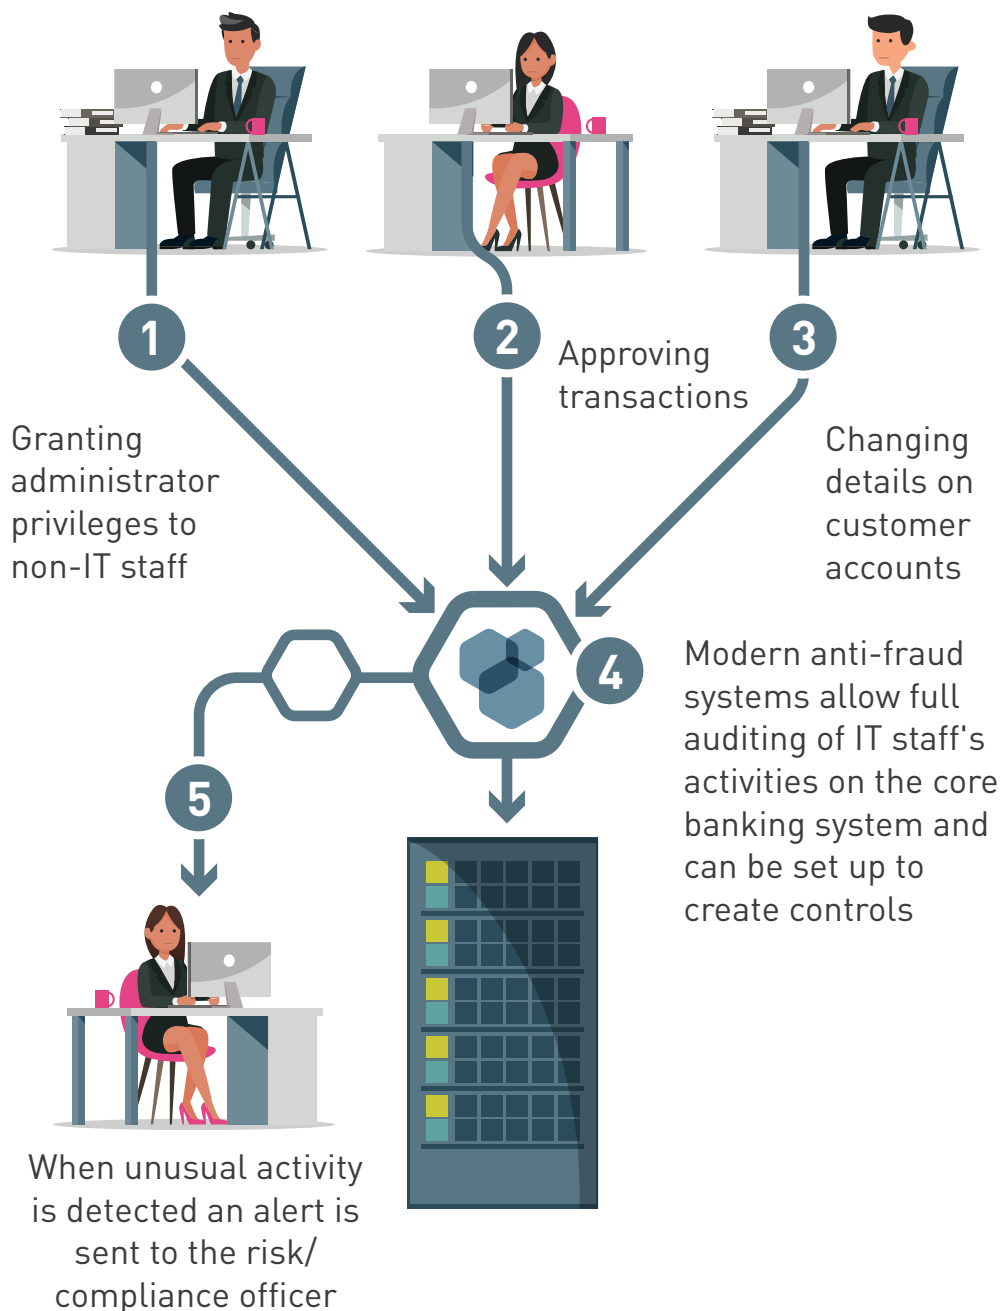 1
Granting
administrator
privileges to
non-IT staff
2
Approving
transactions
3
Changing
details on
customer
accounts
4
Modern anti-fraud
systems allow full
auditing of IT staff's
activities on the core
banking system and
can be set up to
create controls
5
When unusual activity
is detected an alert is
sent to the risk/
compliance officer